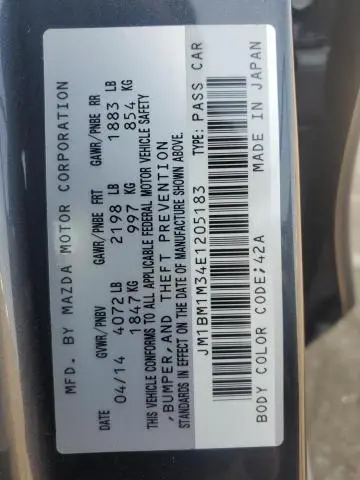 MFD. BY MAZDA MOTOR CORPORATION
DATE GVWR/PNBV GAWR/PNBE FRT GAWR/PNBE RR
04/14 4072 LB 2198 LB 1883 LB
1847 KG 997 KG 854 KG
THIS VEHICLE CONFORMS TO ALL APPLICABLE FEDERAL MOTOR VEHICLE SAFETY
,BUMPER,AND THEFT PREVENTION
STANDARDS IN EFFECT ON THE DATE OF MANUFACTURE SHOWN ABOVE.
JM1BM1M34E1205183 TYPE: PASS CAR
BODY COLOR CODE;42A MADE IN JAPAN